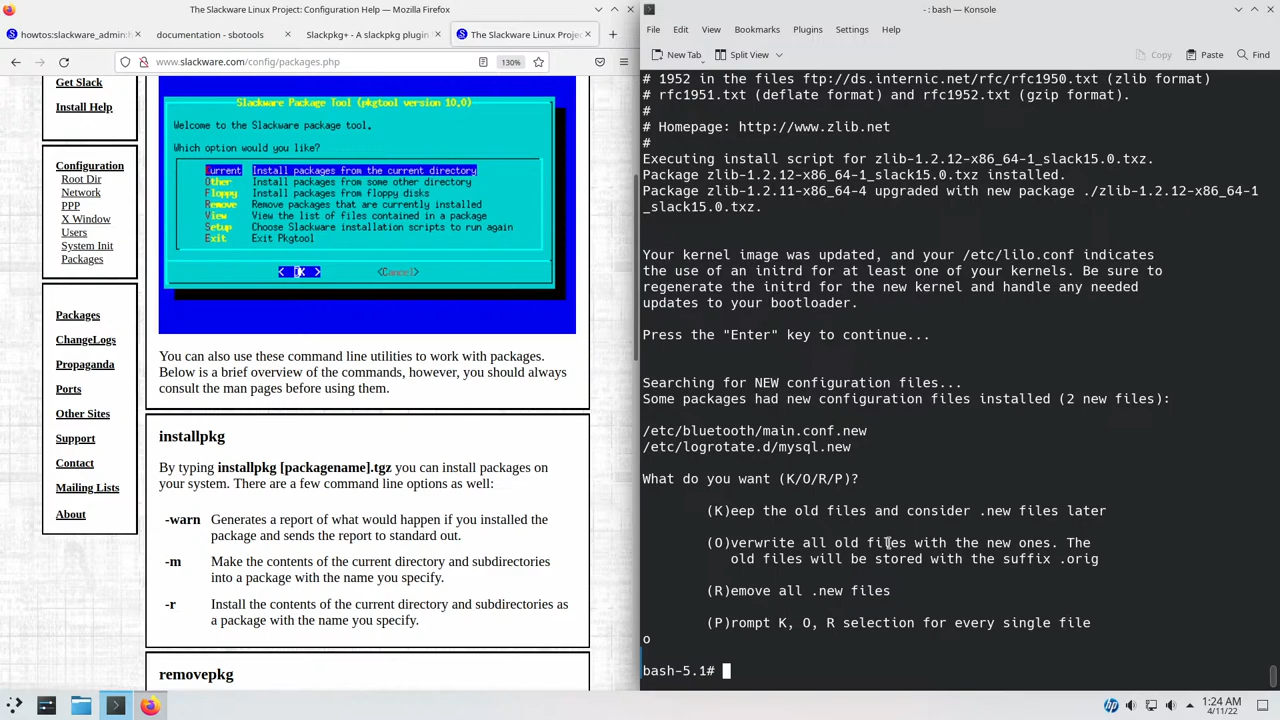 The Slackware Linux Project: Configuration Help — Mozilla Firefox
howtos:slackware_admin:h
documentation - sbotools
Slackpkg+ - A slackpkg plugin
The Slackware Linux Proje
www.slackware.com/config/packages.php
130%
Get Slack
Install Help
Configuration
Root Dir
Network
PPP
X Window
Users
System Init
Packages
Packages
ChangeLogs
Propaganda
Ports
Other Sites
Support
Contact
Mailing Lists
About
Slackware Package Tool (pkgtool version 10.0)
Welcome to the Slackware package tool.
Which option would you like?
Current Install packages from the current directory
Other Install packages from some other directory
Floppy Install packages from floppy disks
Remove Remove packages that are currently installed
View View the list of files contained in a package
Setup Choose Slackware installation scripts to run again
Exit Exit Pkgtool
< OK > <Cancel>
You can also use these command line utilities to work with packages.
Below is a brief overview of the commands, however, you should always
consult the man pages before using them.
installpkg
By typing installpkg [packagename].tgz you can install packages on
your system. There are a few command line options as well:
-warn Generates a report of what would happen if you installed the
package and sends the report to standard out.
-m Make the contents of the current directory and subdirectories
into a package with the name you specify.
-r Install the contents of the current directory and subdirectories as
a package with the name you specify.
removepkg
- : bash — Konsole
File Edit View Bookmarks Plugins Settings Help
New Tab Split View Copy Paste Find
# 1952 in the files ftp://ds.internic.net/rfc/rfc1950.txt (zlib format)
# rfc1951.txt (deflate format) and rfc1952.txt (gzip format).
#
# Homepage: http://www.zlib.net
#
Executing install script for zlib-1.2.12-x86_64-1_slack15.0.txz.
Package zlib-1.2.12-x86_64-1_slack15.0.txz installed.
Package zlib-1.2.11-x86_64-4 upgraded with new package ./zlib-1.2.12-x86_64-1
_slack15.0.txz.
Your kernel image was updated, and your /etc/lilo.conf indicates
the use of an initrd for at least one of your kernels. Be sure to
regenerate the initrd for the new kernel and handle any needed
updates to your bootloader.
Press the "Enter" key to continue...
Searching for NEW configuration files...
Some packages had new configuration files installed (2 new files):
/etc/bluetooth/main.conf.new
/etc/logrotate.d/mysql.new
What do you want (K/O/R/P)?
(K)eep the old files and consider .new files later
(O)verwrite all old files with the new ones. The
old files will be stored with the suffix .orig
(R)emove all .new files
(P)rompt K, O, R selection for every single file
o
bash-5.1#
hp
1:24 AM
4/11/22